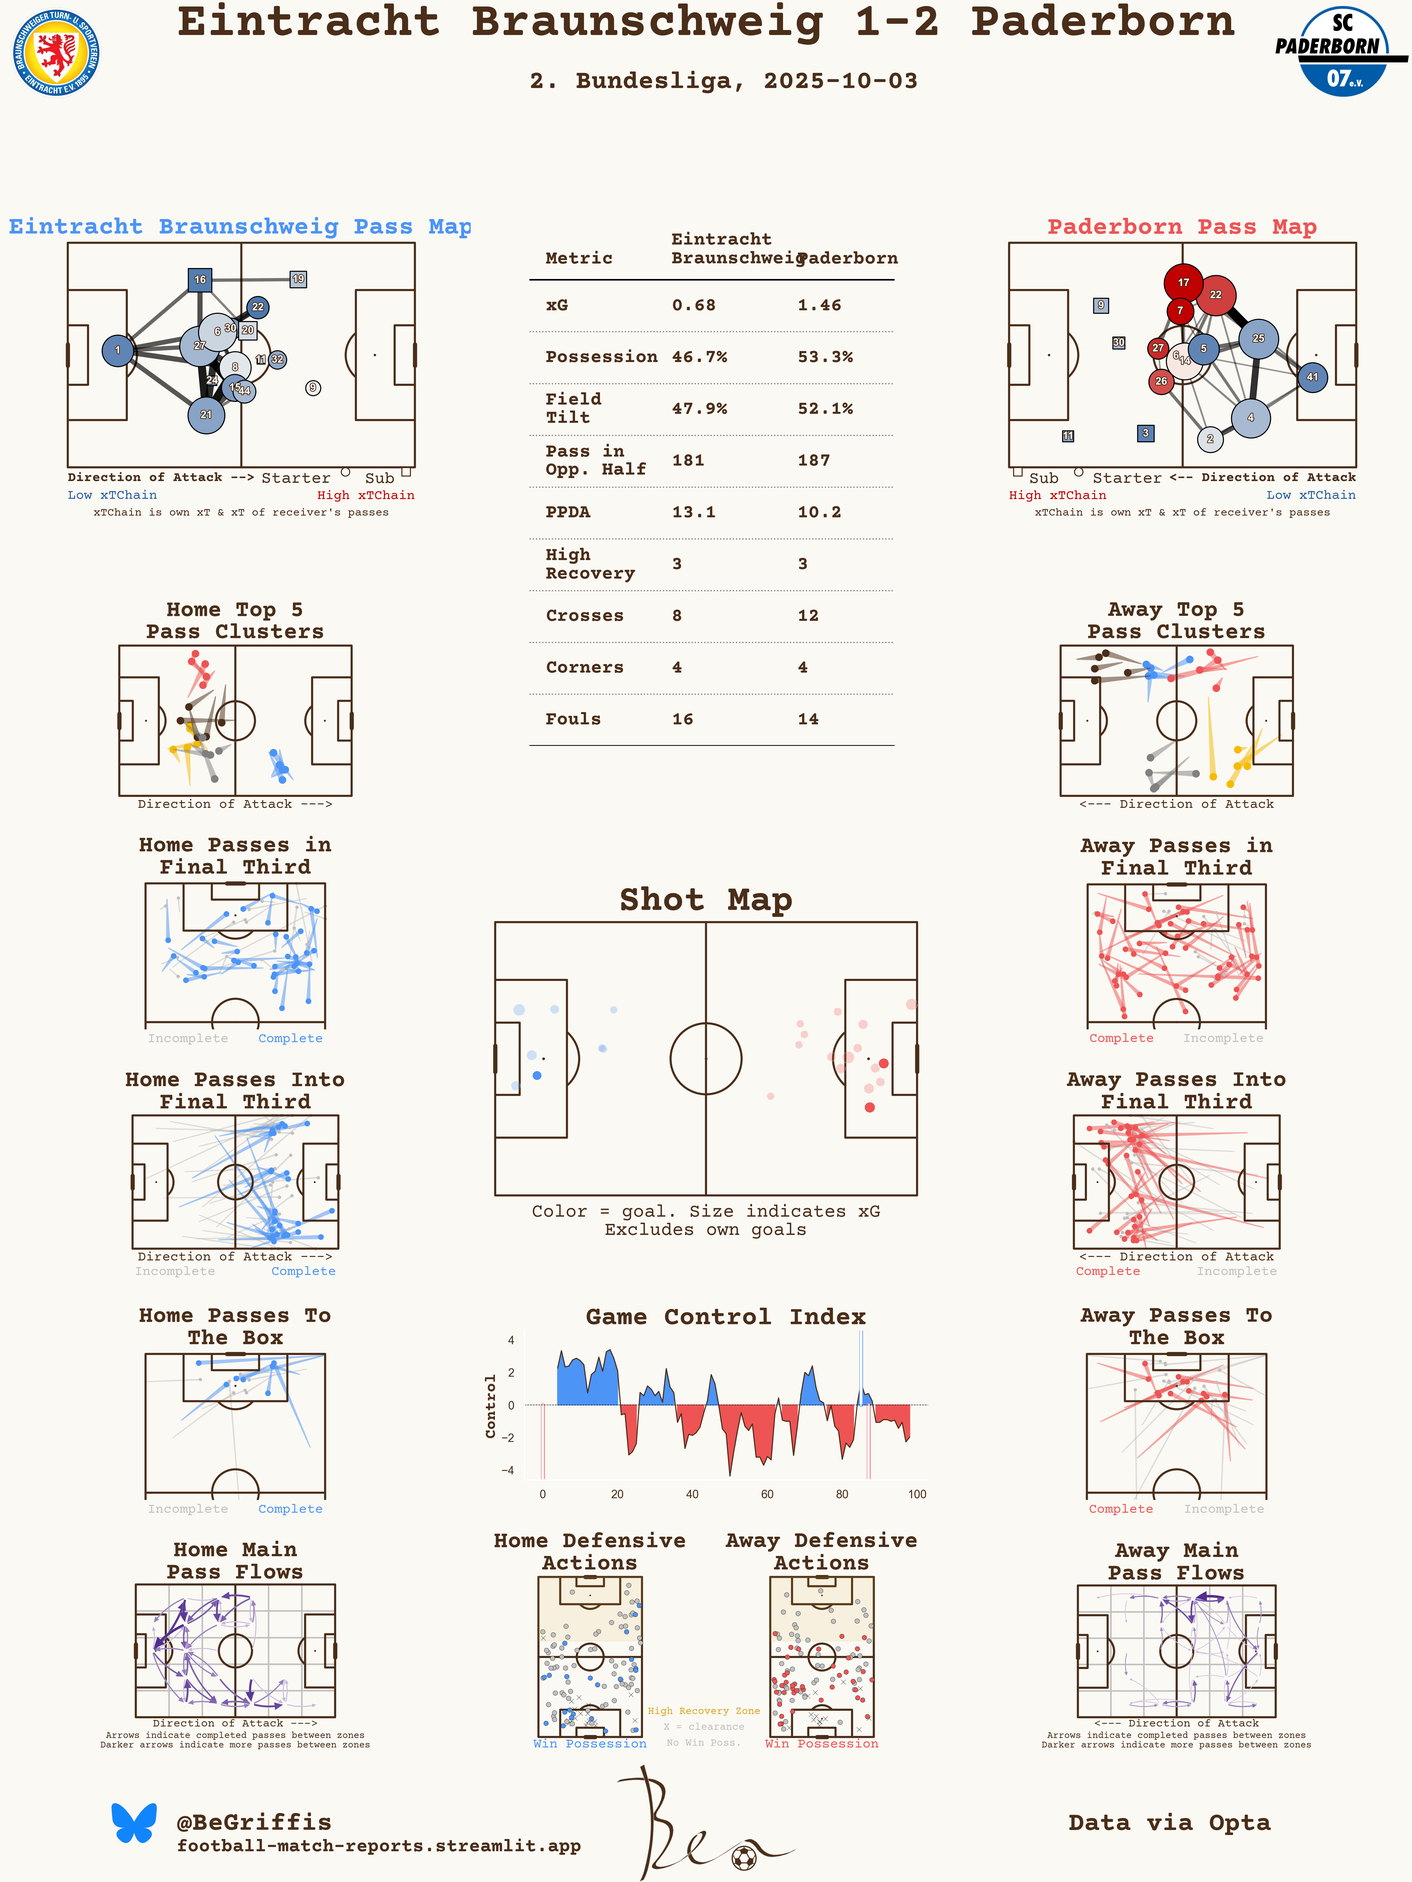 Eintracht Braunschweig 1-2 Paderborn
2. Bundesliga, 2025-10-03
BRAUNSCHWEIGER TURN- U. SPORTVEREIN
EINTRACHT E.V. 1895
SC
PADERBORN
07 e.V.
Eintracht Braunschweig Pass Map
16
19
22
6
30
20
1
27
11
32
8
24
15
44
9
21
Direction of Attack --> Starter Sub
Low xTChain High xTChain
xTChain is own xT & xT of receiver's passes
Metric Eintracht Braunschweig Paderborn
xG 0.68 1.46
Possession 46.7% 53.3%
Field Tilt 47.9% 52.1%
Pass in Opp. Half 181 187
PPDA 13.1 10.2
High Recovery 3 3
Crosses 8 12
Corners 4 4
Fouls 16 14
Paderborn Pass Map
17
22
9
7
30
27
6
14
5
25
26
41
11
3
2
4
Sub Starter <-- Direction of Attack
High xTChain Low xTChain
xTChain is own xT & xT of receiver's passes
Home Top 5
Pass Clusters
Direction of Attack --->
Away Top 5
Pass Clusters
<--- Direction of Attack
Home Passes in
Final Third
Incomplete Complete
Shot Map
Color = goal. Size indicates xG
Excludes own goals
Away Passes in
Final Third
Complete Incomplete
Home Passes Into
Final Third
Direction of Attack --->
Incomplete Complete
Away Passes Into
Final Third
<--- Direction of Attack
Complete Incomplete
Home Passes To
The Box
Incomplete Complete
Game Control Index
Control
4
2
0
−2
−4
0 20 40 60 80 100
Away Passes To
The Box
Complete Incomplete
Home Main
Pass Flows
Direction of Attack --->
Arrows indicate completed passes between zones
Darker arrows indicate more passes between zones
Home Defensive
Actions
Win Possession
High Recovery Zone
X = clearance
No Win Poss.
Away Defensive
Actions
Win Possession
Away Main
Pass Flows
<--- Direction of Attack
Arrows indicate completed passes between zones
Darker arrows indicate more passes between zones
@BeGriffis
football-match-reports.streamlit.app
Ben
Data via Opta